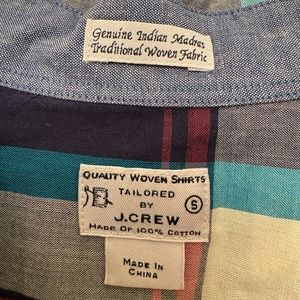 Genuine Indian Madras
Traditional Woven Fabric
QUALITY WOVEN SHIRTS
TAILORED
BY
S
J.CREW
MADE OF 100% COTTON
MADE IN
CHINA